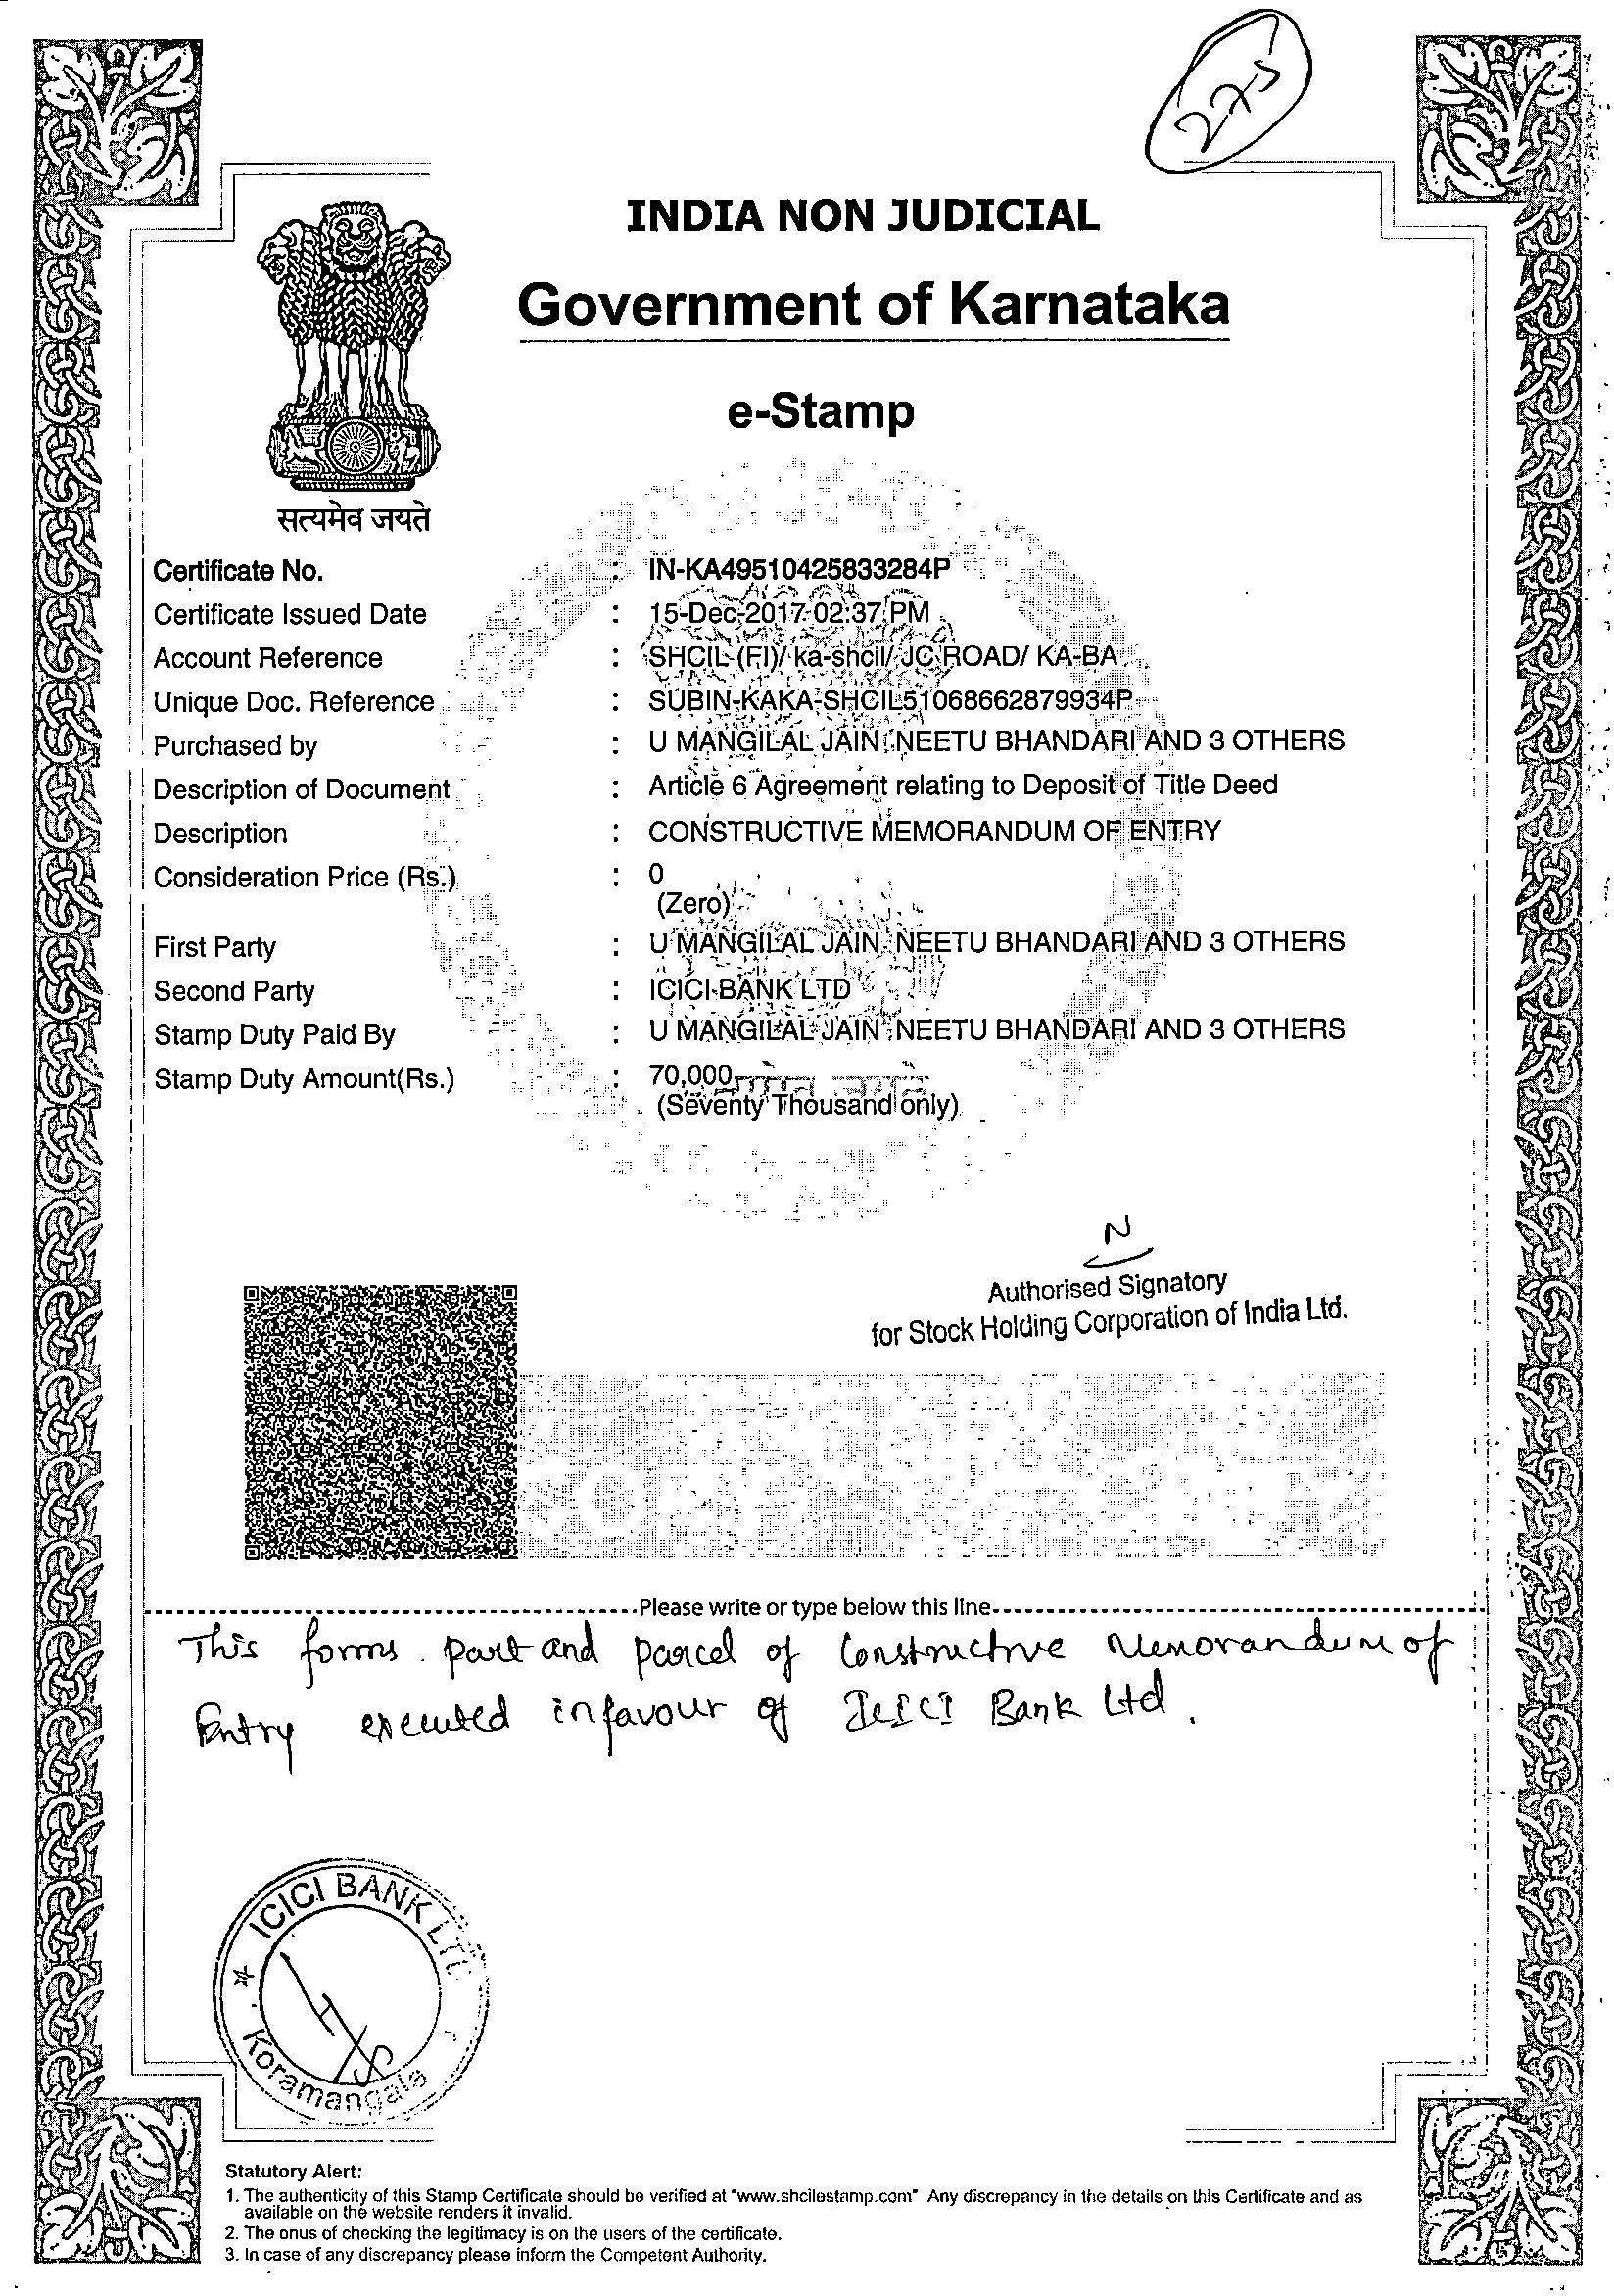 225
INDIA NON JUDICIAL
Government of Karnataka
e-Stamp
सत्यमेव जयते
Certificate No. : IN-KA49510425833284P
Certificate Issued Date : 15-Dec-2017 02:37 PM
Account Reference : SHCIL (FI)/ ka-shcil/ JC ROAD/ KA-BA
Unique Doc. Reference : SUBIN-KAKA-SHCIL51068662879934P
Purchased by : U MANGILAL JAIN NEETU BHANDARI AND 3 OTHERS
Description of Document : Article 6 Agreement relating to Deposit of Title Deed
Description : CONSTRUCTIVE MEMORANDUM OF ENTRY
Consideration Price (Rs.) : 0
(Zero)
First Party : U MANGILAL JAIN NEETU BHANDARI AND 3 OTHERS
Second Party : ICICI BANK LTD
Stamp Duty Paid By : U MANGILAL JAIN NEETU BHANDARI AND 3 OTHERS
Stamp Duty Amount(Rs.) : 70,000
(Seventy Thousand only)
सत्यमेव जयते
Authorised Signatory
for Stock Holding Corporation of India Ltd.
Please write or type below this line
This forms part and parcel of Constructive Memorandum of
Entry executed in favour of ICICI Bank Ltd.
ICICI BANK LTD.
Koramangala
Statutory Alert:
1. The authenticity of this Stamp Certificate should be verified at "www.shcilestamp.com" Any discrepancy in the details on this Certificate and as
available on the website renders it invalid.
2. The onus of checking the legitimacy is on the users of the certificate.
3. In case of any discrepancy please inform the Competent Authority.